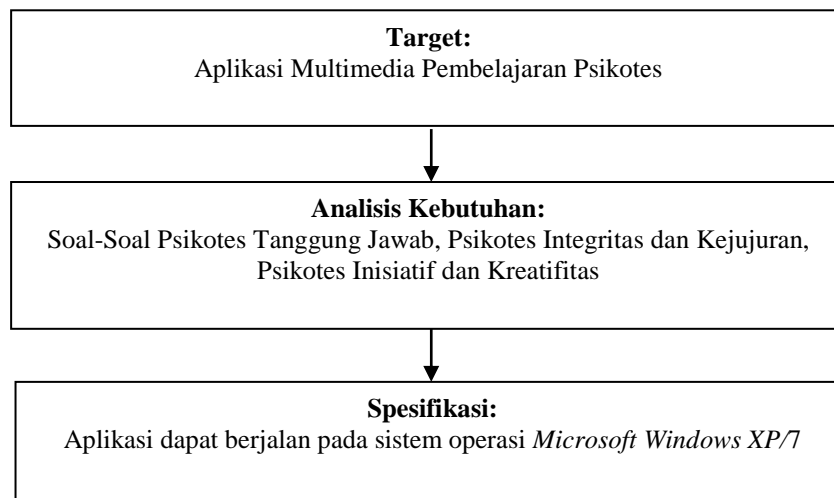 Target:
Aplikasi Multimedia Pembelajaran Psikotes
Analisis Kebutuhan:
Soal-Soal Psikotes Tanggung Jawab, Psikotes Integritas dan Kejujuran,
Psikotes Inisiatif dan Kreatifitas
Spesifikasi:
Aplikasi dapat berjalan pada sistem operasi Microsoft Windows XP/7